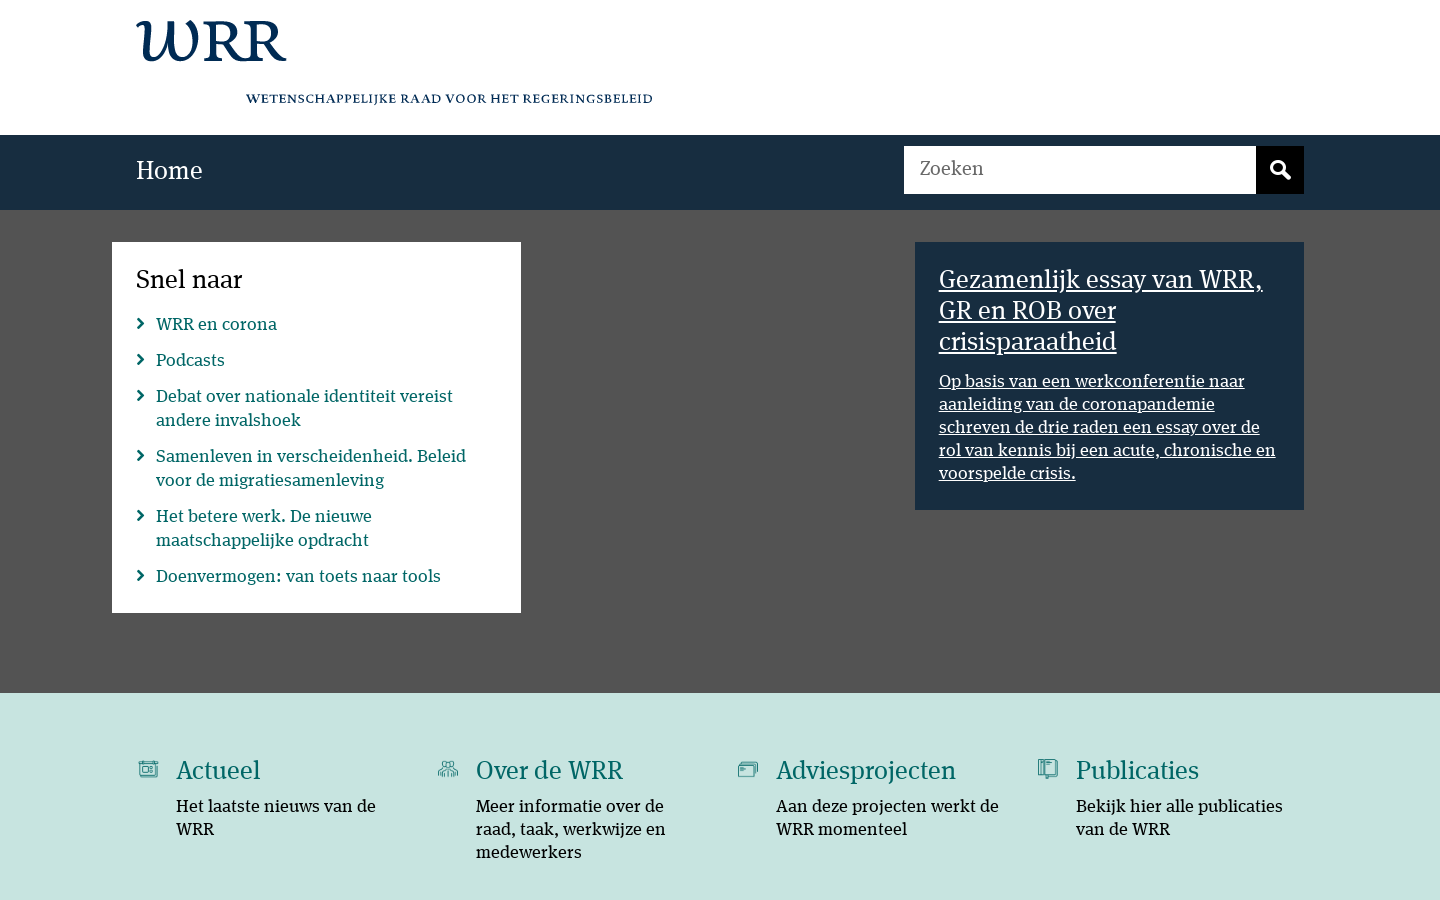 WRR
WETENSCHAPPELIJKE RAAD VOOR HET REGERINGSBELEID
Home
Zoeken
Snel naar
WRR en corona
Podcasts
Debat over nationale identiteit vereist
andere invalshoek
Samenleven in verscheidenheid. Beleid
voor de migratiesamenleving
Het betere werk. De nieuwe
maatschappelijke opdracht
Doenvermogen: van toets naar tools
Gezamenlijk essay van WRR,
GR en ROB over
crisisparaatheid
Op basis van een werkconferentie naar
aanleiding van de coronapandemie
schreven de drie raden een essay over de
rol van kennis bij een acute, chronische en
voorspelde crisis.
Actueel
Het laatste nieuws van de
WRR
Over de WRR
Meer informatie over de
raad, taak, werkwijze en
medewerkers
Adviesprojecten
Aan deze projecten werkt de
WRR momenteel
Publicaties
Bekijk hier alle publicaties
van de WRR